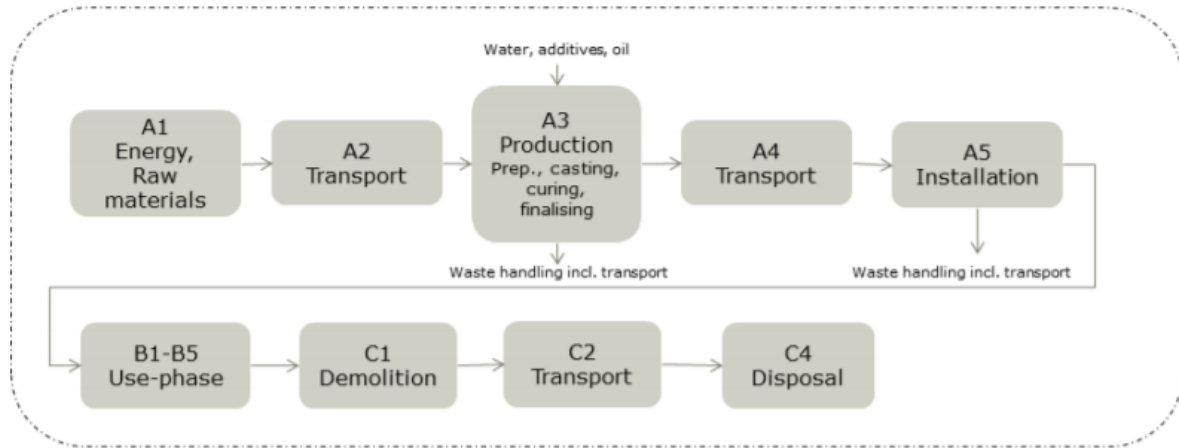 Water, additives, oil
A1
Energy,
Raw
materials
A2
Transport
A3
Production
Prep., casting,
curing,
finalising
A4
Transport
A5
Installation
Waste handling incl. transport
Waste handling incl. transport
B1-B5
Use-phase
C1
Demolition
C2
Transport
C4
Disposal